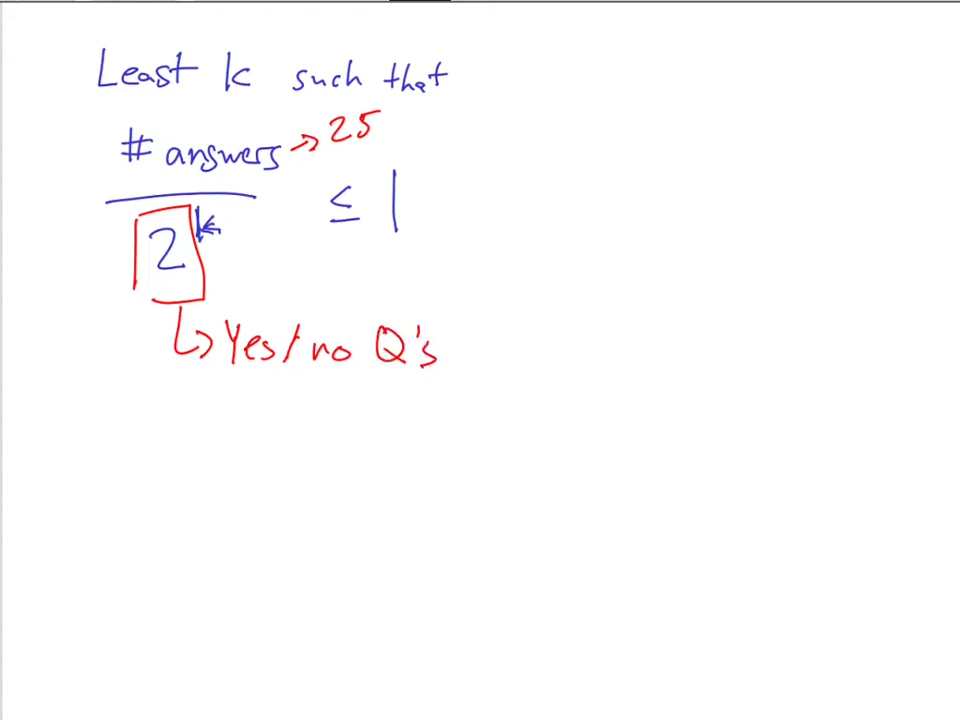 Least k such that
# answers → 25
2^k ≤ 1
↳ Yes/no Q's